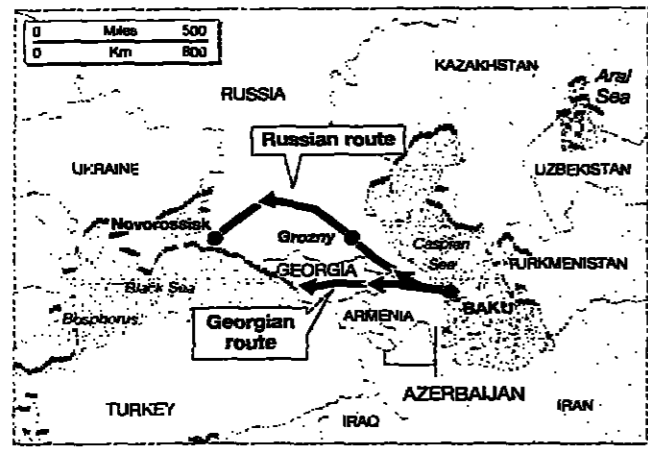 0 Miles 500
0 Km 800
KAZAKHSTAN
Aral
Sea
RUSSIA
Russian route
UKRAINE
UZBEKISTAN
Novorossisk
Grozny
Caspian
Sea
GEORGIA
TURKMENISTAN
Black Sea
BAKU
Bosphorus
Georgian
route
ARMENIA
AZERBAIJAN
TURKEY
IRAN
IRAQ